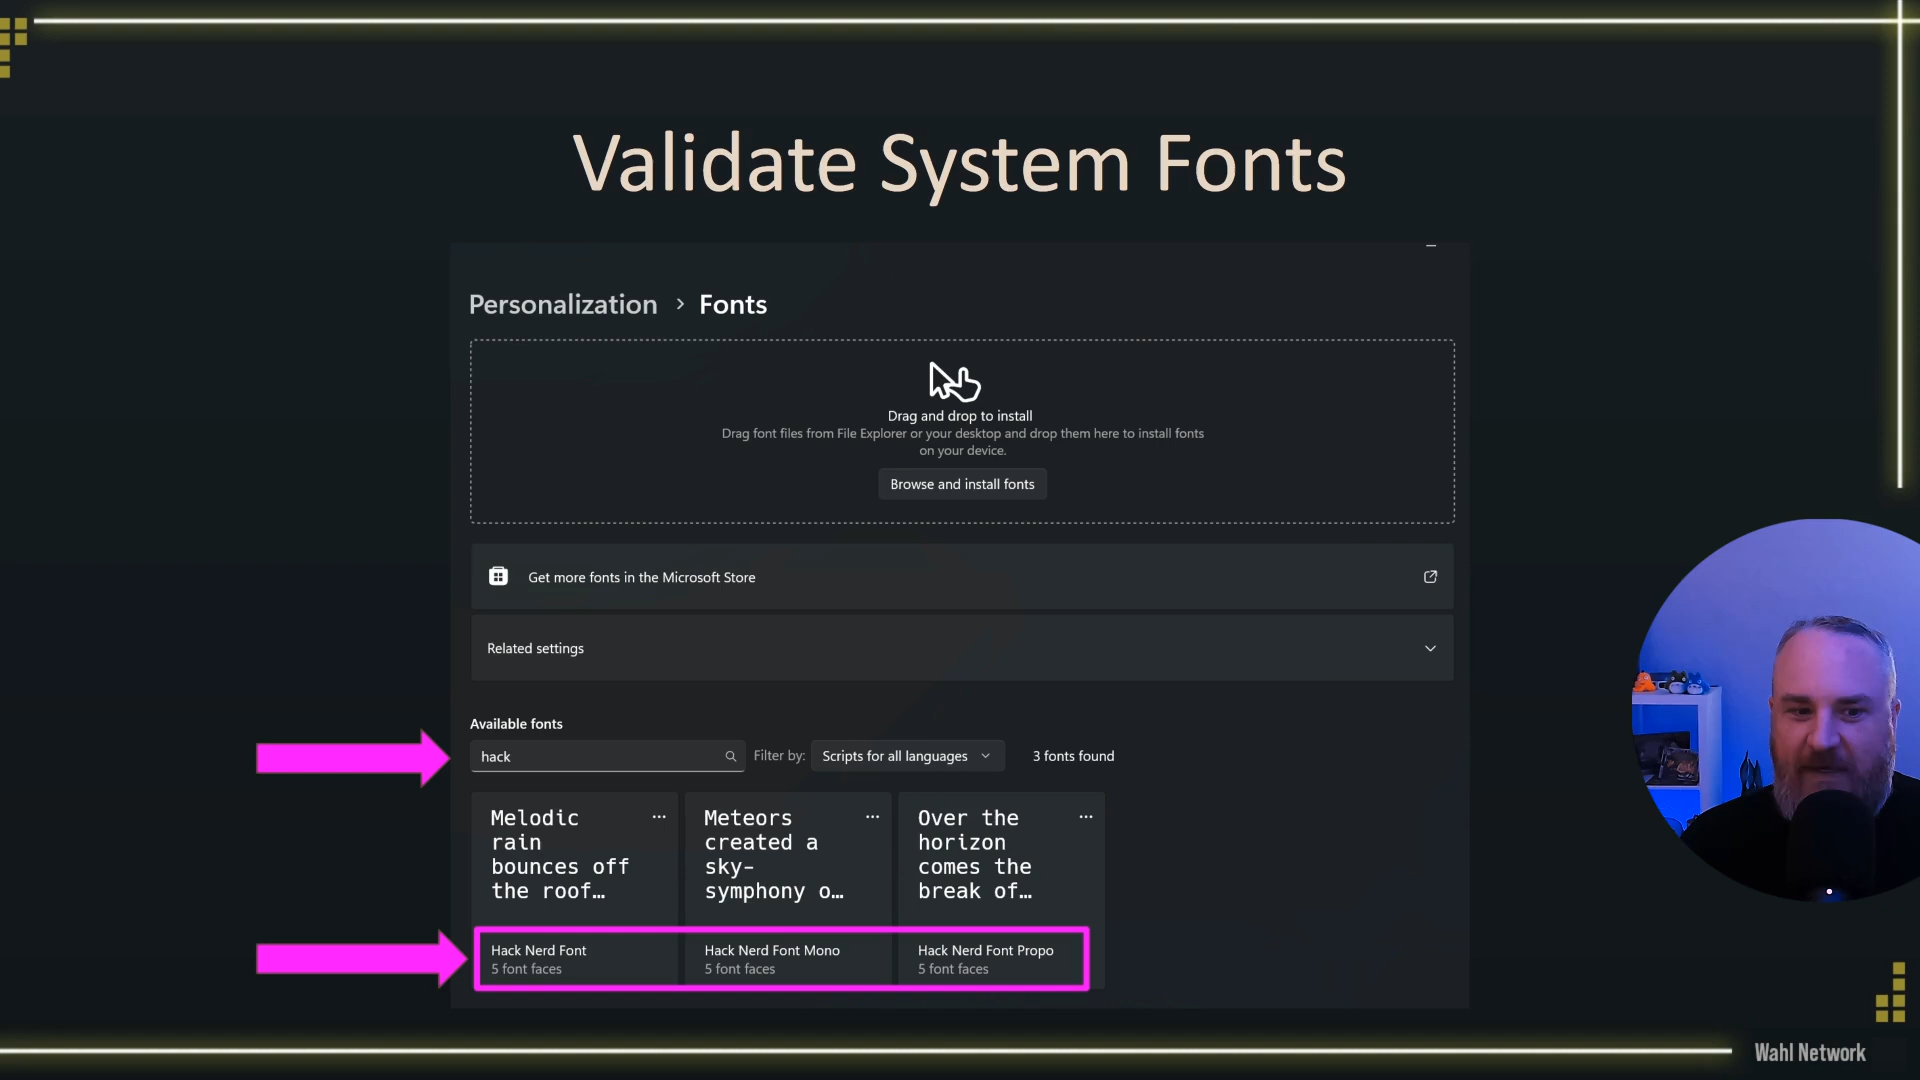 Validate System Fonts
Personalization > Fonts
Drag and drop to install
Drag font files from File Explorer or your desktop and drop them here to install fonts
on your device.
Browse and install fonts
Get more fonts in the Microsoft Store
Related settings
Available fonts
hack
Filter by: Scripts for all languages
3 fonts found
Melodic
rain
bounces off
the roof…
Hack Nerd Font
5 font faces
Meteors
created a
sky-
symphony o…
Hack Nerd Font Mono
5 font faces
Over the
horizon
comes the
break of…
Hack Nerd Font Propo
5 font faces
Wahl Network